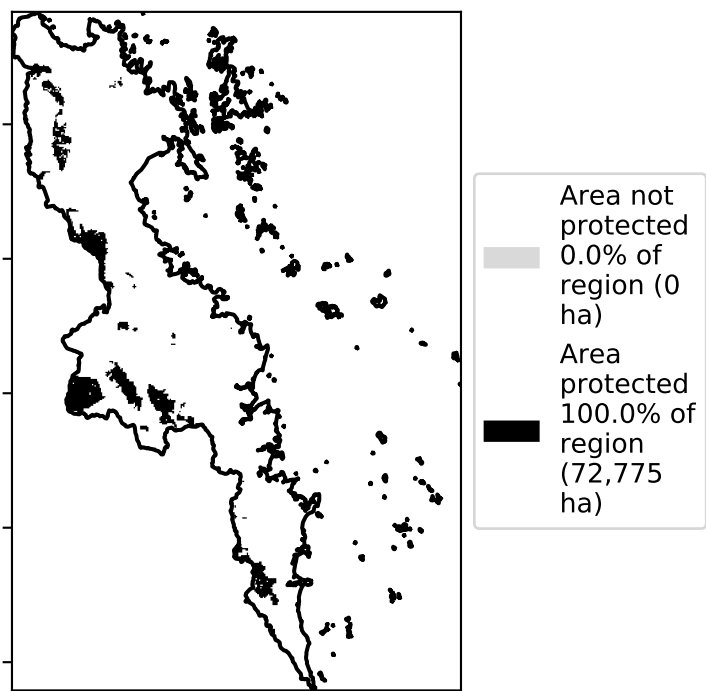 Area not
protected
0.0% of
region (0
ha)
Area
protected
100.0% of
region
(72,775
ha)